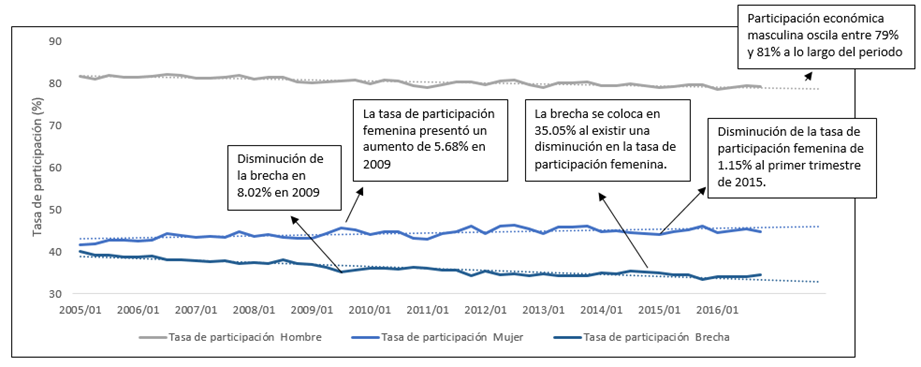 Participación económica
masculina oscila entre 79%
y 81% a lo largo del periodo
90
80
70
60
50
40
30
Tasa de participación (%)
La tasa de participación
femenina presentó un
aumento de 5.68% en
2009
La brecha se coloca en
35.05% al existir una
disminución en la tasa de
participación femenina.
Disminución de la tasa de
participación femenina de
1.15% al primer trimestre
de 2015.
Disminución de
la brecha en
8.02% en 2009
2005/01 2006/01 2007/01 2008/01 2009/01 2010/01 2011/01 2012/01 2013/01 2014/01 2015/01 2016/01
Tasa de participación Hombre Tasa de participación Mujer Tasa de participación Brecha